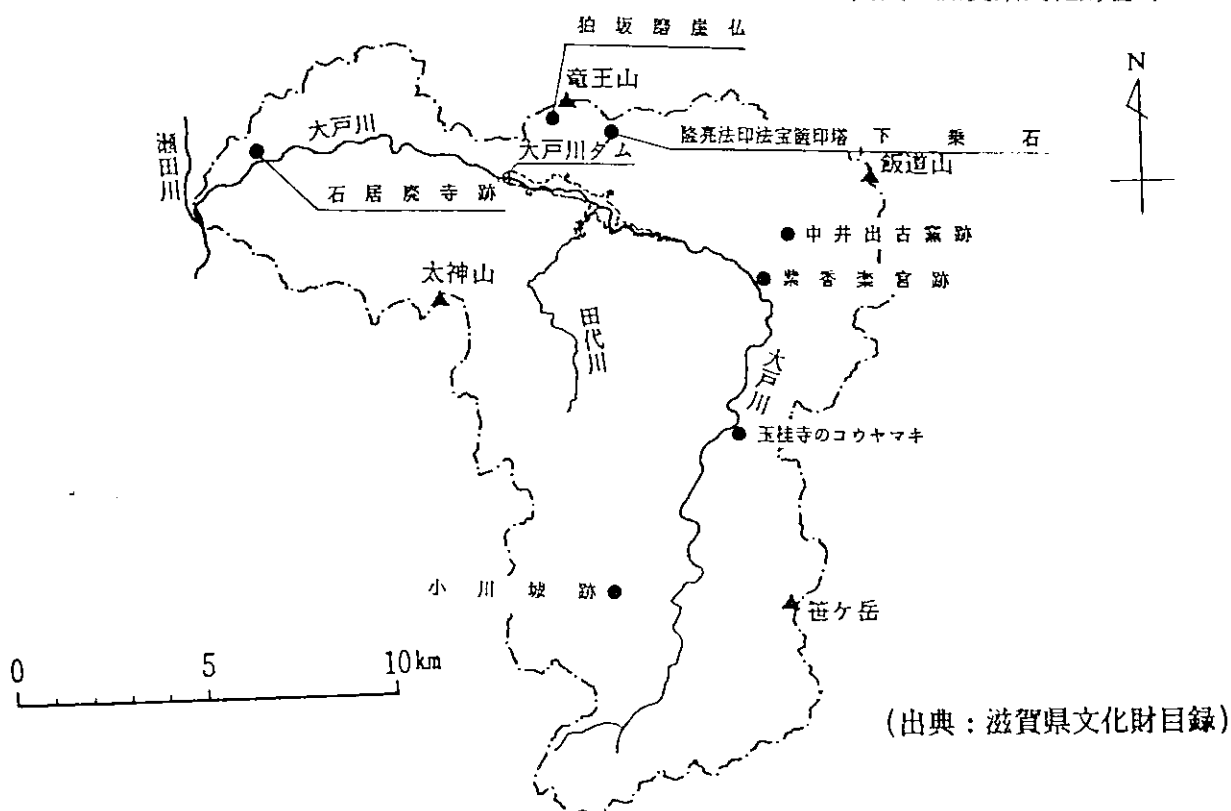 狛坂磨崖仏
竜王山
N
瀬田川
大戸川
大戸川ダム
隆亮法印法宝篋印塔
下乗石
飯道山
石居廃寺跡
中井出古窯跡
紫香楽宮跡
太神山
田代川
大戸川
玉桂寺のコウヤマキ
小川城跡
笹ケ岳
0 5 10km
(出典：滋賀県文化財目録)